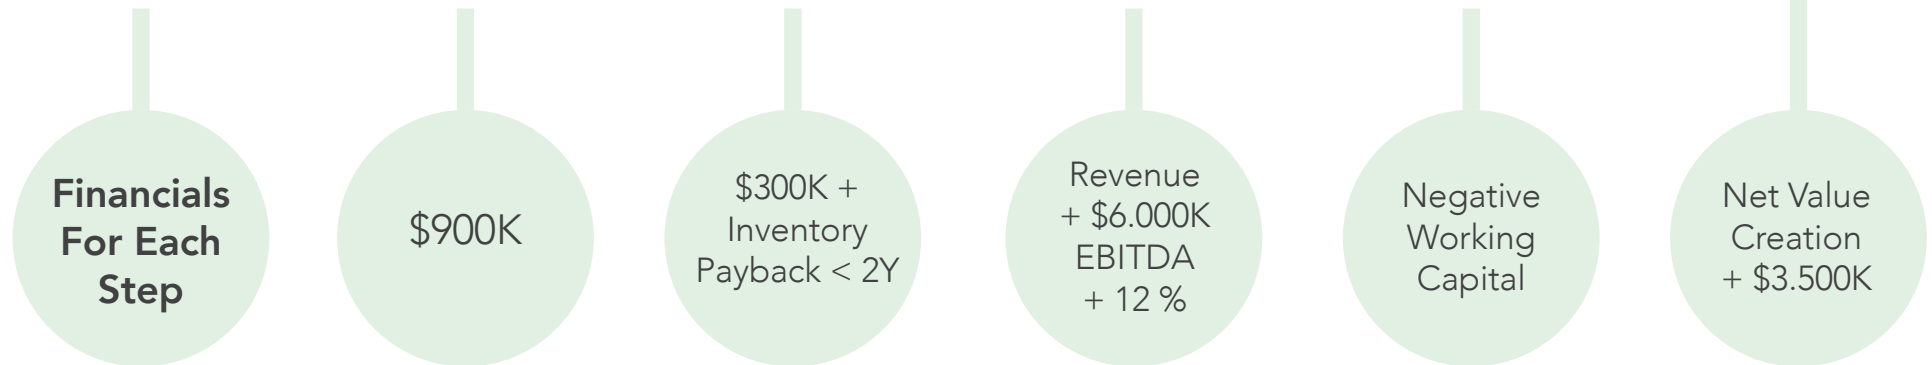 Financials
For Each
Step
$900K
$300K +
Inventory
Payback < 2Y
Revenue
+ $6.000K
EBITDA
+ 12 %
Negative
Working
Capital
Net Value
Creation
+ $3.500K